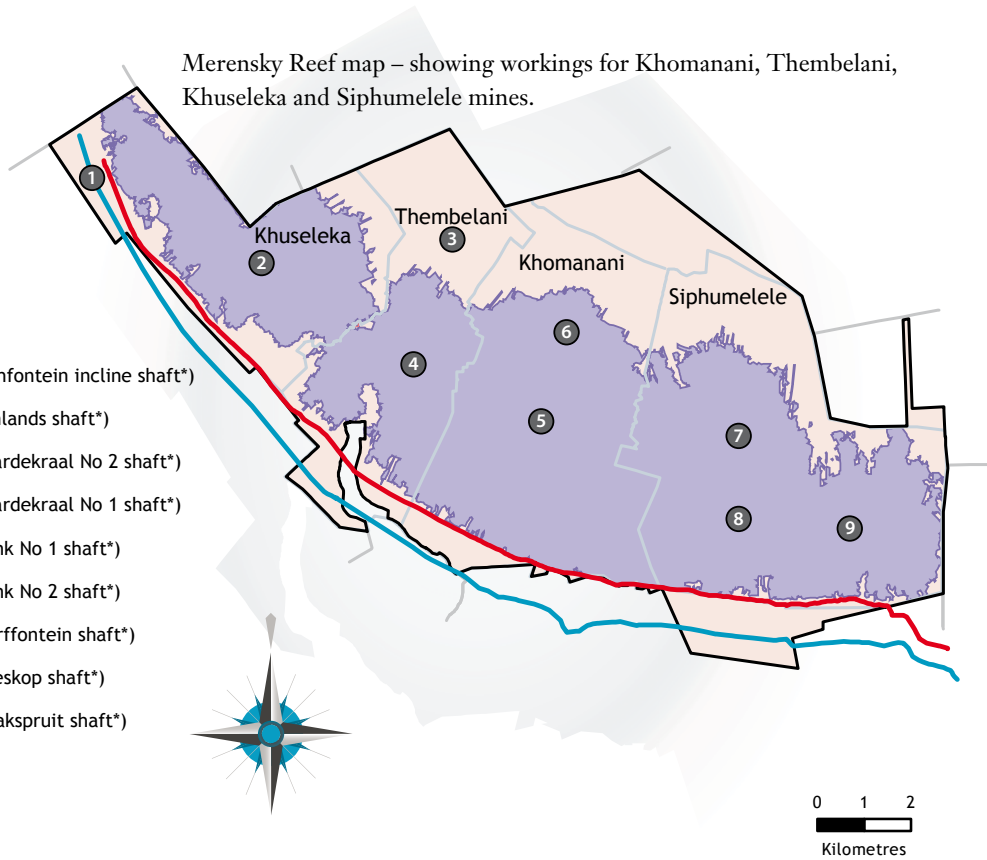 Merensky Reef map – showing workings for Khomanani, Thembelani,
Khuseleka and Siphumelele mines.
1
Thembelani
3
Khuseleka
2
Khomanani
Siphumelele
6
4
5
7
8
9
nfontein incline shaft*)
lands shaft*)
ardekraal No 2 shaft*)
ardekraal No 1 shaft*)
nk No 1 shaft*)
nk No 2 shaft*)
rffontein shaft*)
eskop shaft*)
akspruit shaft*)
0 1 2
Kilometres